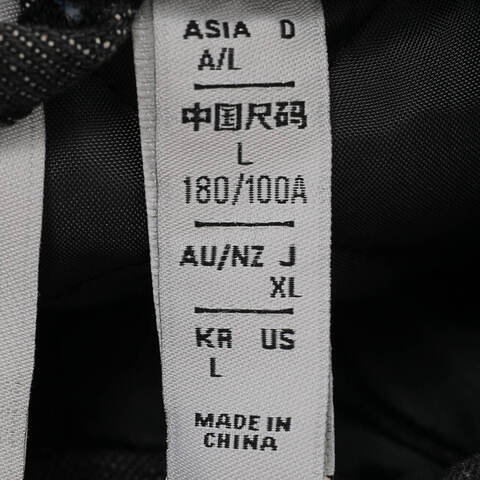 ASIA D
A/L
中国尺码
L
180/100A
AU/NZ J
XL
KR US
L
MADE IN
CHINA